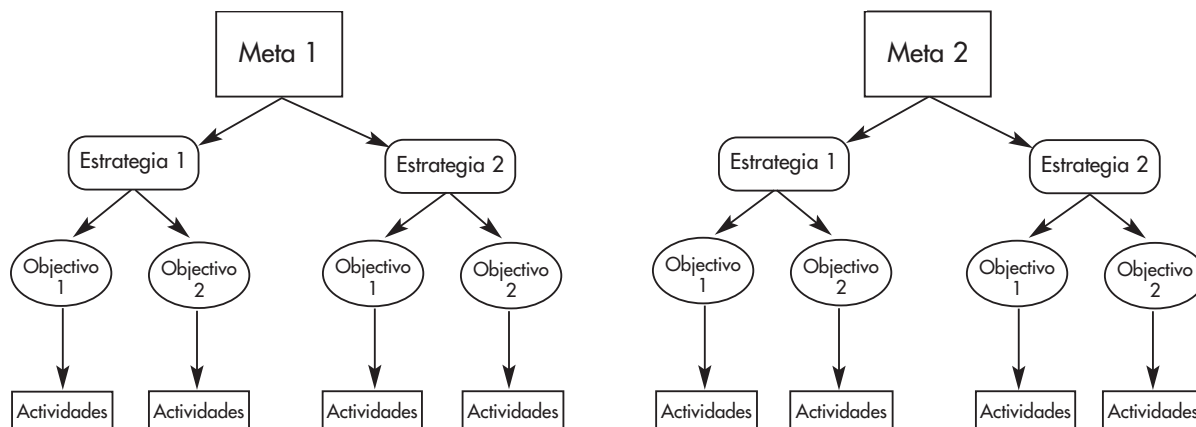 Meta 1
Meta 2
Estrategia 1
Estrategia 2
Estrategia 1
Estrategia 2
Objectivo
1
Objectivo
2
Objectivo
1
Objectivo
2
Objectivo
1
Objectivo
2
Objectivo
1
Objectivo
2
Actividades
Actividades
Actividades
Actividades
Actividades
Actividades
Actividades
Actividades